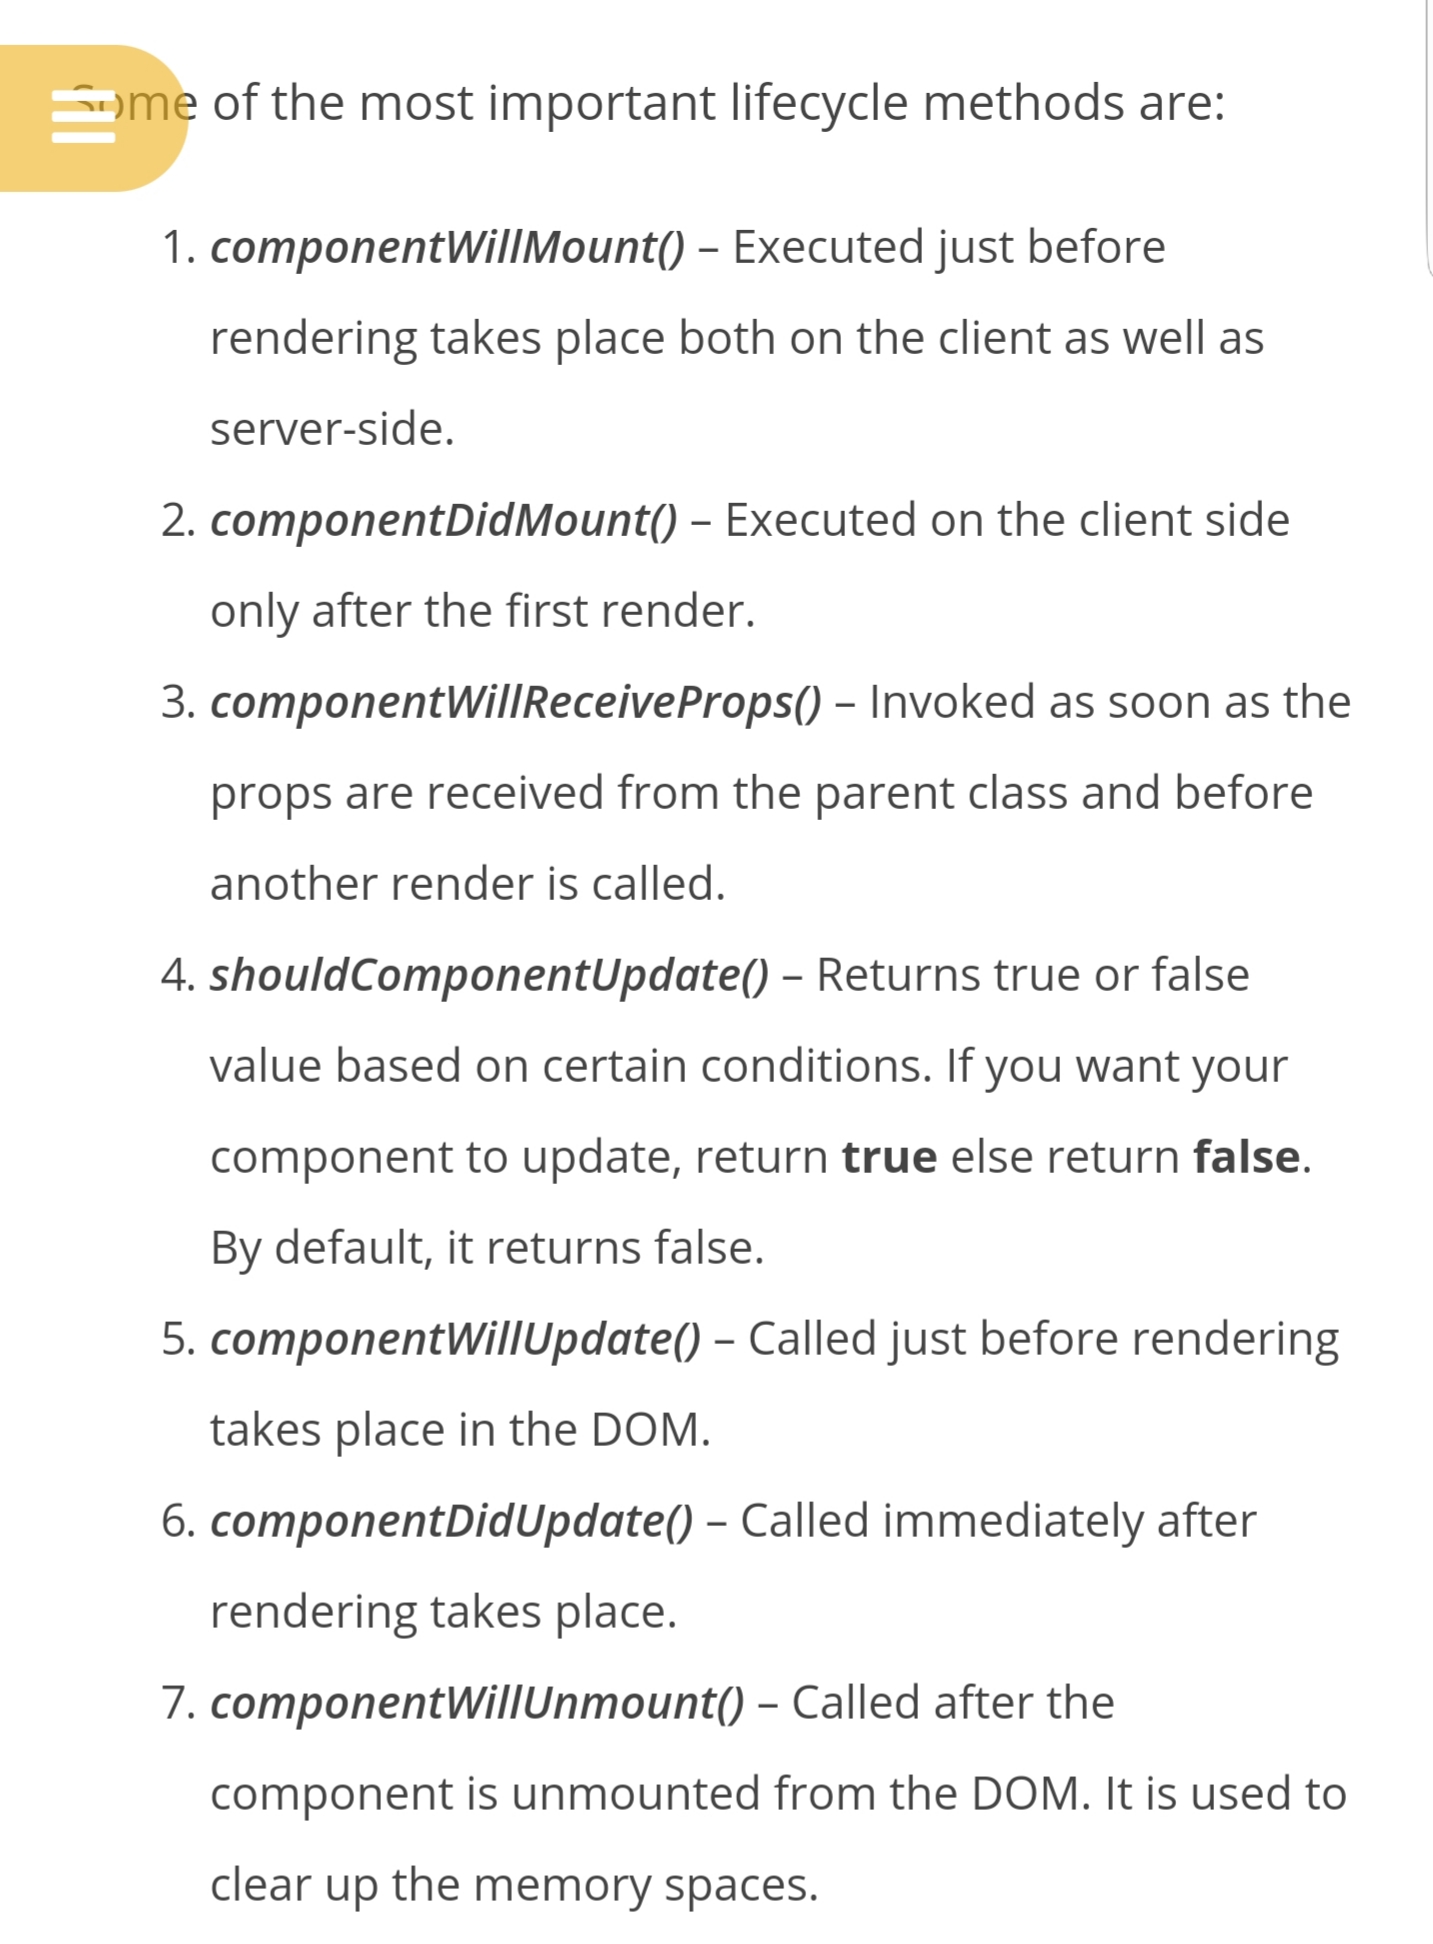 Some of the most important lifecycle methods are:
1. componentWillMount() – Executed just before
rendering takes place both on the client as well as
server-side.
2. componentDidMount() – Executed on the client side
only after the first render.
3. componentWillReceiveProps() – Invoked as soon as the
props are received from the parent class and before
another render is called.
4. shouldComponentUpdate() – Returns true or false
value based on certain conditions. If you want your
component to update, return true else return false.
By default, it returns false.
5. componentWillUpdate() – Called just before rendering
takes place in the DOM.
6. componentDidUpdate() – Called immediately after
rendering takes place.
7. componentWillUnmount() – Called after the
component is unmounted from the DOM. It is used to
clear up the memory spaces.